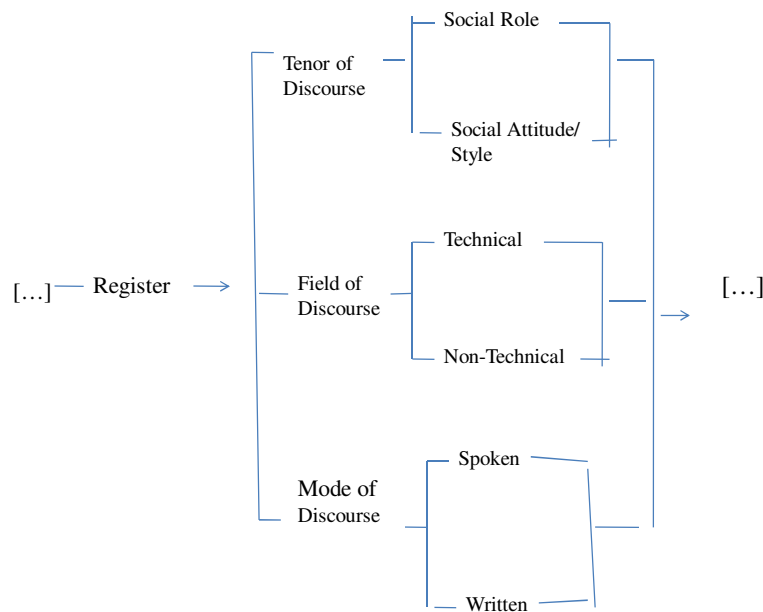 Social Role
Tenor of
Discourse
Social Attitude/
Style
Technical
[…]
Register
Field of
Discourse
[…]
Non-Technical
Spoken
Mode of
Discourse
Written